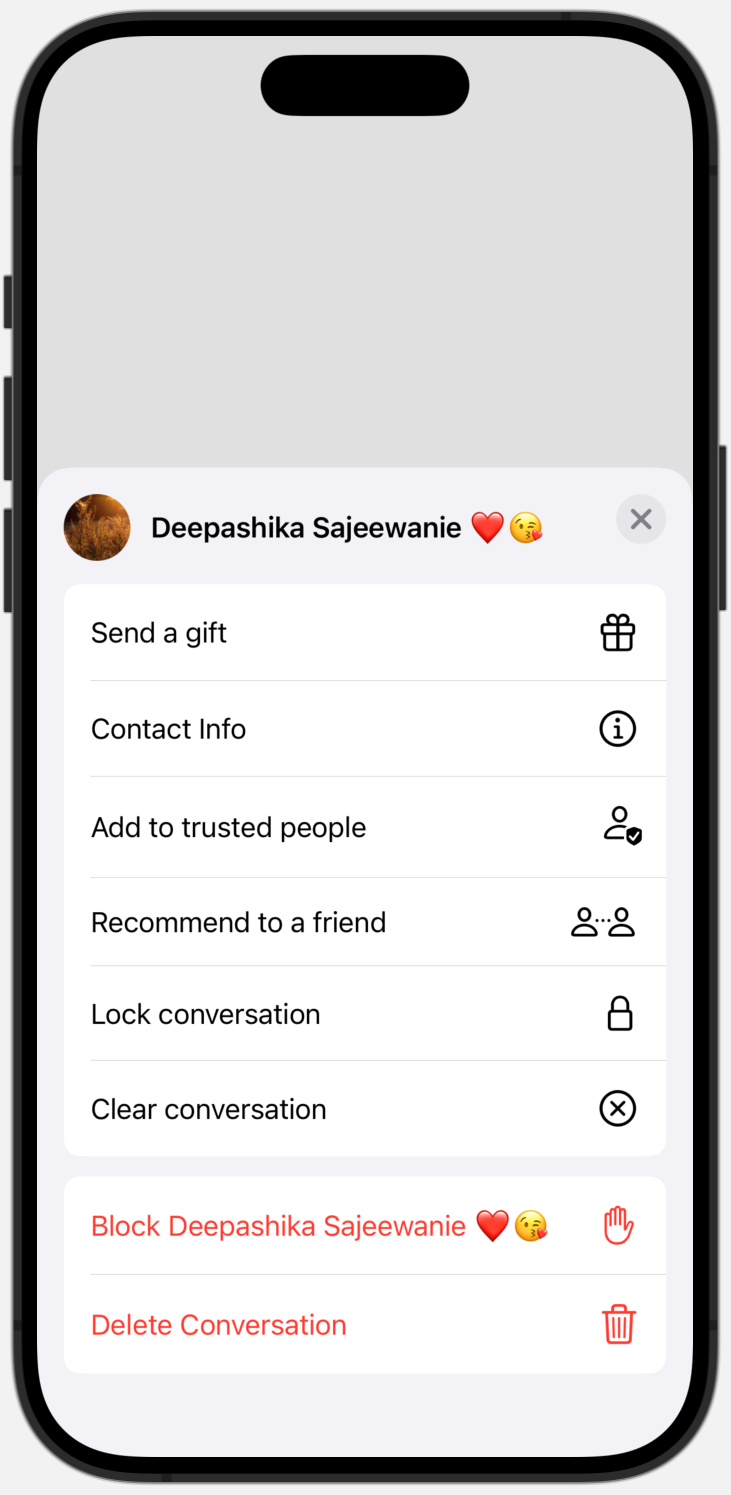 Deepashika Sajeewanie ❤️😘
Send a gift
Contact Info
Add to trusted people
Recommend to a friend
Lock conversation
Clear conversation
Block Deepashika Sajeewanie ❤️😘
Delete Conversation